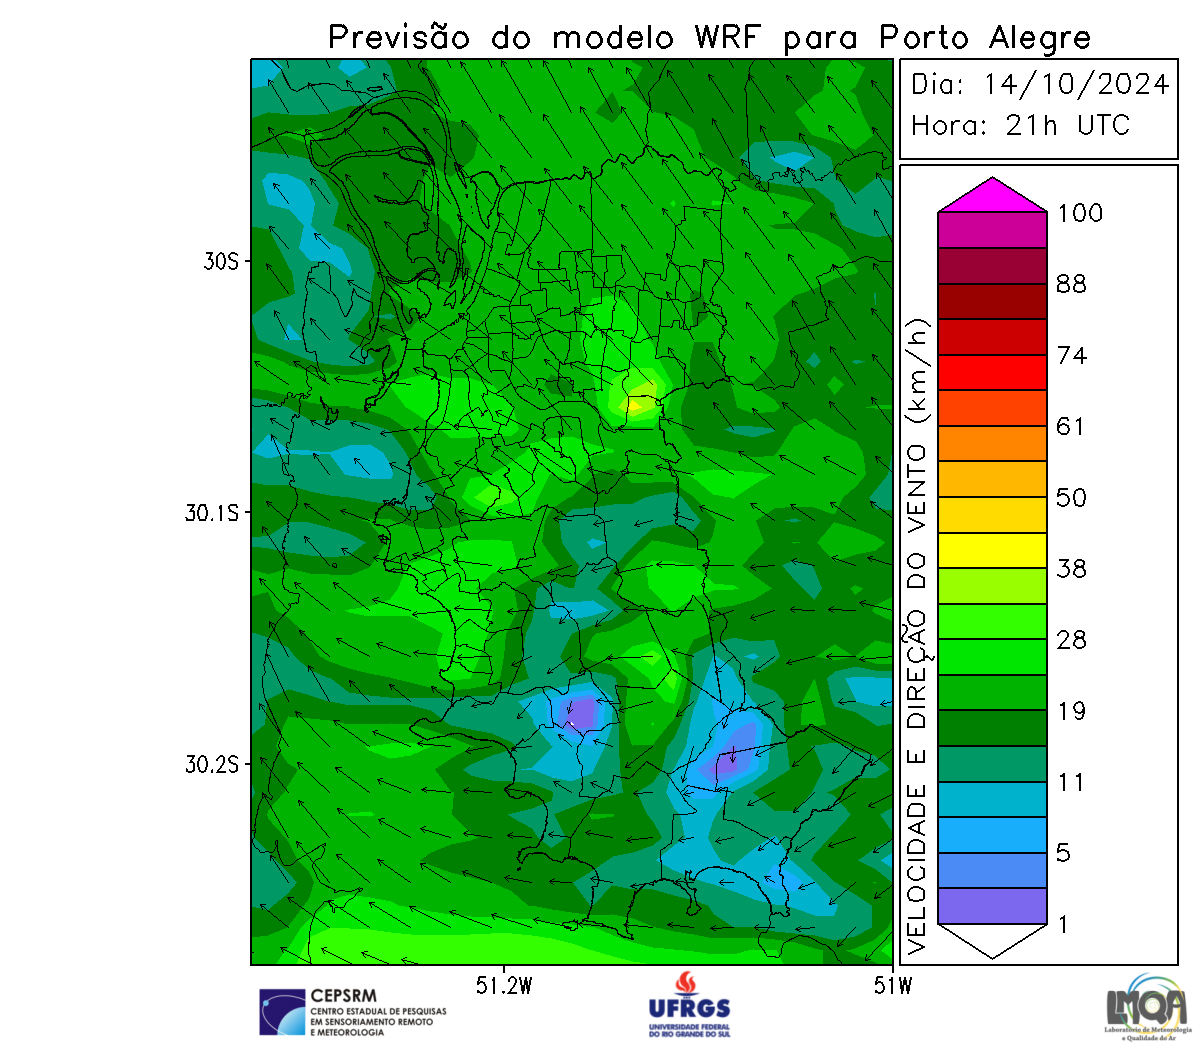 Previsão do modelo WRF para Porto Alegre
Dia: 14/10/2024
Hora: 21h UTC
30S
30.1S
30.2S
51.2W
51W
VELOCIDADE E DIREÇÃO DO VENTO (km/h)
100
88
74
61
50
38
28
19
11
5
1
CEPSRM
CENTRO ESTADUAL DE PESQUISAS
EM SENSORIAMENTO REMOTO
E METEOROLOGIA
UFRGS
UNIVERSIDADE FEDERAL
DO RIO GRANDE DO SUL
LMQA
Laboratório de Meteorologia
e Qualidade do Ar